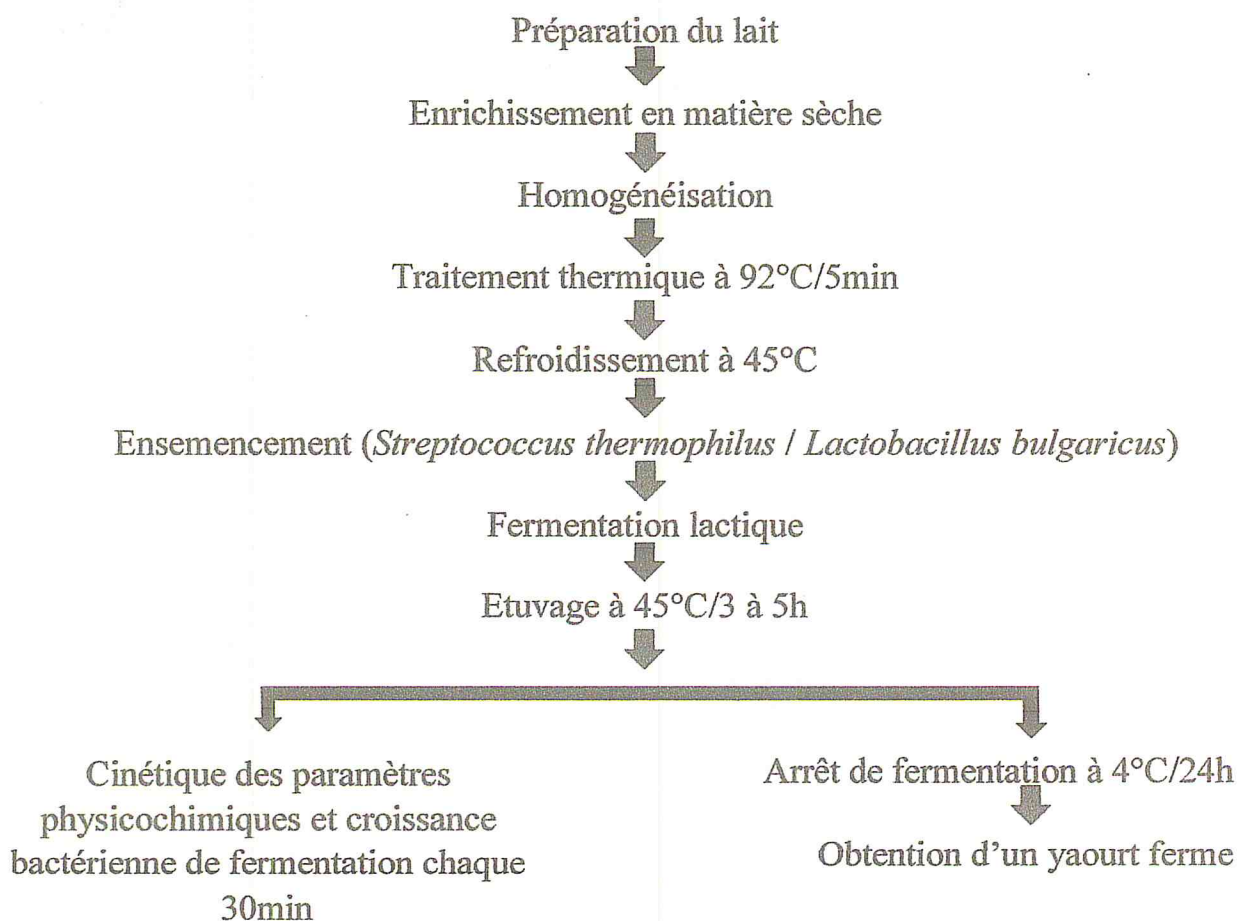 Préparation du lait
Enrichissement en matière sèche
Homogénéisation
Traitement thermique à 92°C/5min
Refroidissement à 45°C
Ensemencement (Streptococcus thermophilus / Lactobacillus bulgaricus)
Fermentation lactique
Etuvage à 45°C/3 à 5h
Cinétique des paramètres
physicochimiques et croissance
bactérienne de fermentation chaque
30min
Arrêt de fermentation à 4°C/24h
Obtention d'un yaourt ferme